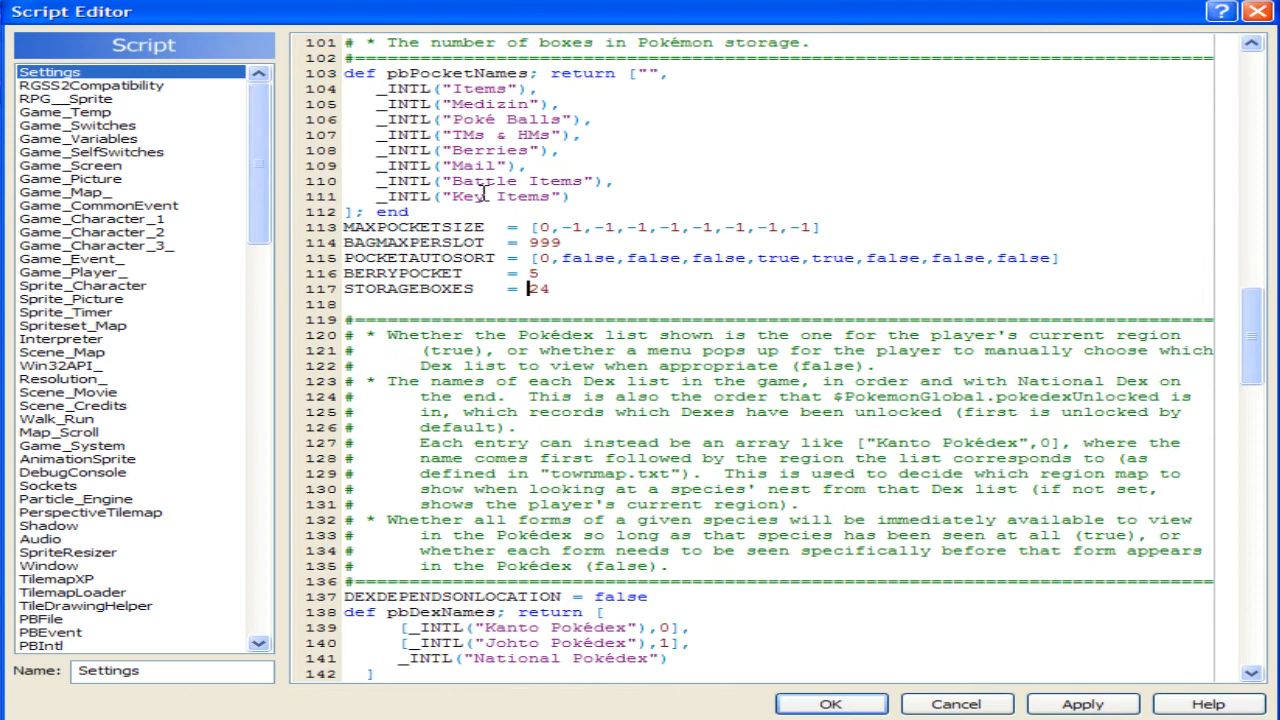 Script Editor
Script
Settings
RGSS2Compatibility
RPG__Sprite
Game_Temp
Game_Switches
Game_Variables
Game_SelfSwitches
Game_Screen
Game_Picture
Game_Map_
Game_CommonEvent
Game_Character_1
Game_Character_2
Game_Character_3_
Game_Event_
Game_Player_
Sprite_Character
Sprite_Picture
Sprite_Timer
Spriteset_Map
Interpreter
Scene_Map
Win32API_
Resolution_
Scene_Movie
Scene_Credits
Walk_Run
Map_Scroll
Game_System
AnimationSprite
DebugConsole
Sockets
Particle_Engine
PerspectiveTilemap
Shadow
Audio
SpriteResizer
Window
TilemapXP
TilemapLoader
TileDrawingHelper
PBFile
PBEvent
PBIntl
Name: Settings
101 # * The number of boxes in Pokémon storage.
102 #================================================================================
103 def pbPocketNames; return ["",
104 _INTL("Items"),
105 _INTL("Medizin"),
106 _INTL("Poké Balls"),
107 _INTL("TMs & HMs"),
108 _INTL("Berries"),
109 _INTL("Mail"),
110 _INTL("Battle Items"),
111 _INTL("Key Items")
112 ]; end
113 MAXPOCKETSIZE = [0,-1,-1,-1,-1,-1,-1,-1,-1]
114 BAGMAXPERSLOT = 999
115 POCKETAUTOSORT = [0,false,false,false,true,true,false,false,false]
116 BERRYPOCKET = 5
117 STORAGEBOXES = 24
118
119 #================================================================================
120 # * Whether the Pokédex list shown is the one for the player's current region
121 # (true), or whether a menu pops up for the player to manually choose which
122 # Dex list to view when appropriate (false).
123 # * The names of each Dex list in the game, in order and with National Dex on
124 # the end. This is also the order that $PokemonGlobal.pokedexUnlocked is
125 # in, which records which Dexes have been unlocked (first is unlocked by
126 # default).
127 # Each entry can instead be an array like ["Kanto Pokédex",0], where the
128 # name comes first followed by the region the list corresponds to (as
129 # defined in "townmap.txt"). This is used to decide which region map to
130 # show when looking at a species' nest from that Dex list (if not set,
131 # shows the player's current region).
132 # * Whether all forms of a given species will be immediately available to view
133 # in the Pokédex so long as that species has been seen at all (true), or
134 # whether each form needs to be seen specifically before that form appears
135 # in the Pokédex (false).
136 #================================================================================
137 DEXDEPENDSONLOCATION = false
138 def pbDexNames; return [
139 [_INTL("Kanto Pokédex"),0],
140 [_INTL("Johto Pokédex"),1],
141 _INTL("National Pokédex")
142 ]
OK
Cancel
Apply
Help